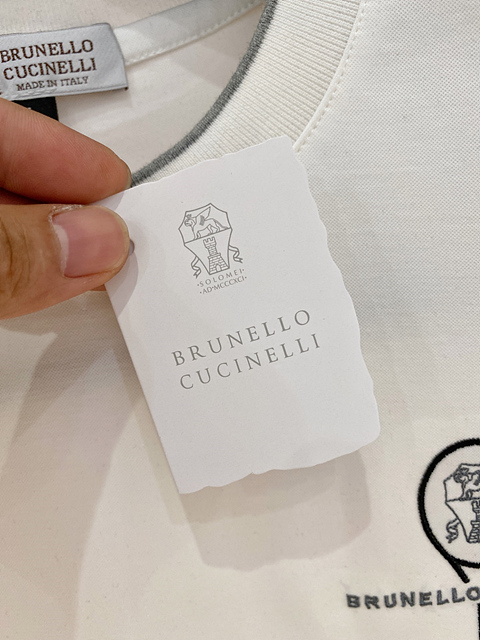 BRUNELLO
CUCINELLI
MADE IN ITALY
·SOLOMEI·
·AD·MCCCXCI·
BRUNELLO
CUCINELLI
BRUNELLO